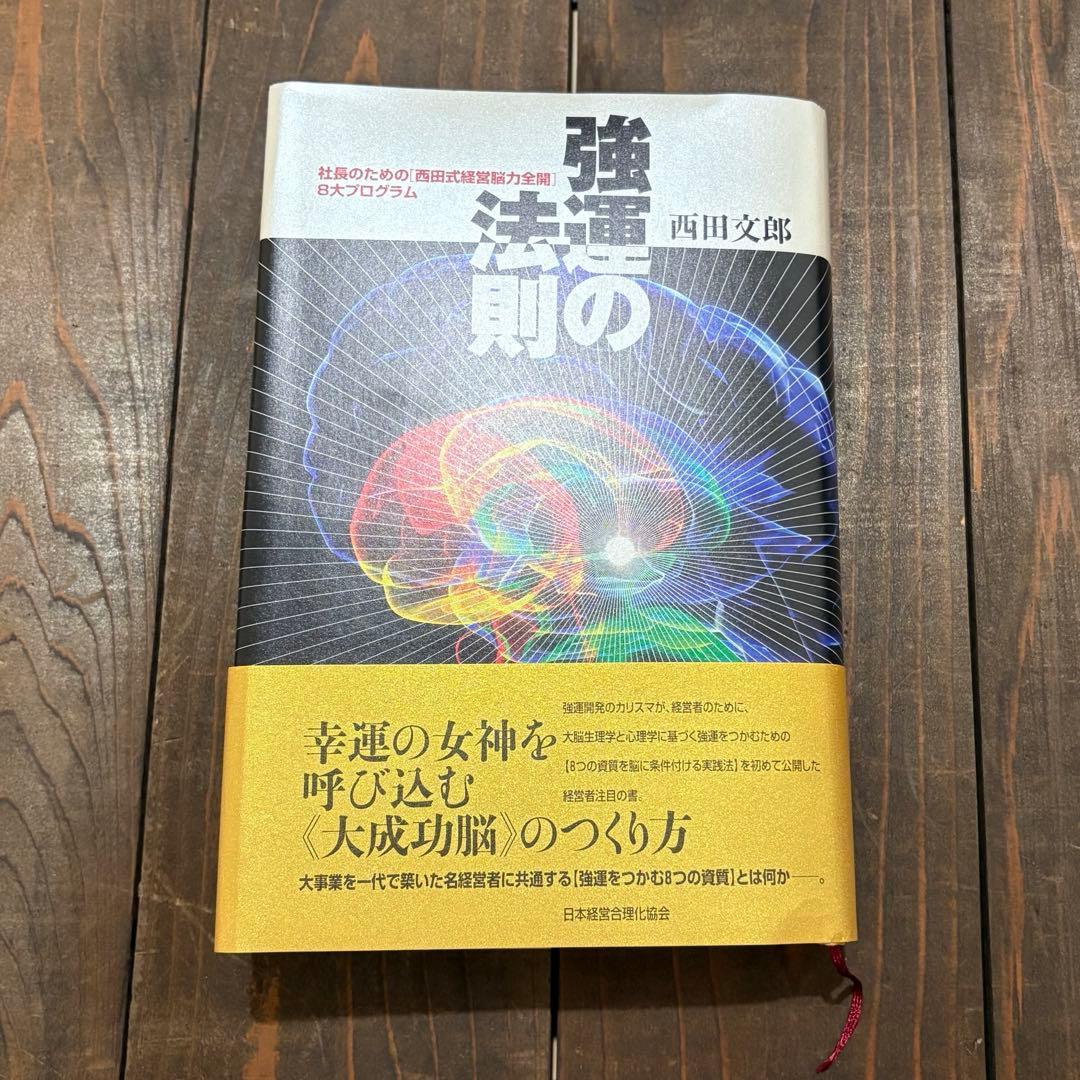 社長のための[西田式経営脳力全開]
8大プログラム
強運の
法則
西田文郎
幸運の女神を
呼び込む
《大成功脳》のつくり方
強運開発のカリスマが、経営者のために、
大脳生理学と心理学に基づく強運をつかむための
【8つの資質を脳に条件付ける実践法】を初めて公開した
経営者注目の書。
大事業を一代で築いた名経営者に共通する【強運をつかむ8つの資質】とは何か――。
日本経営合理化協会